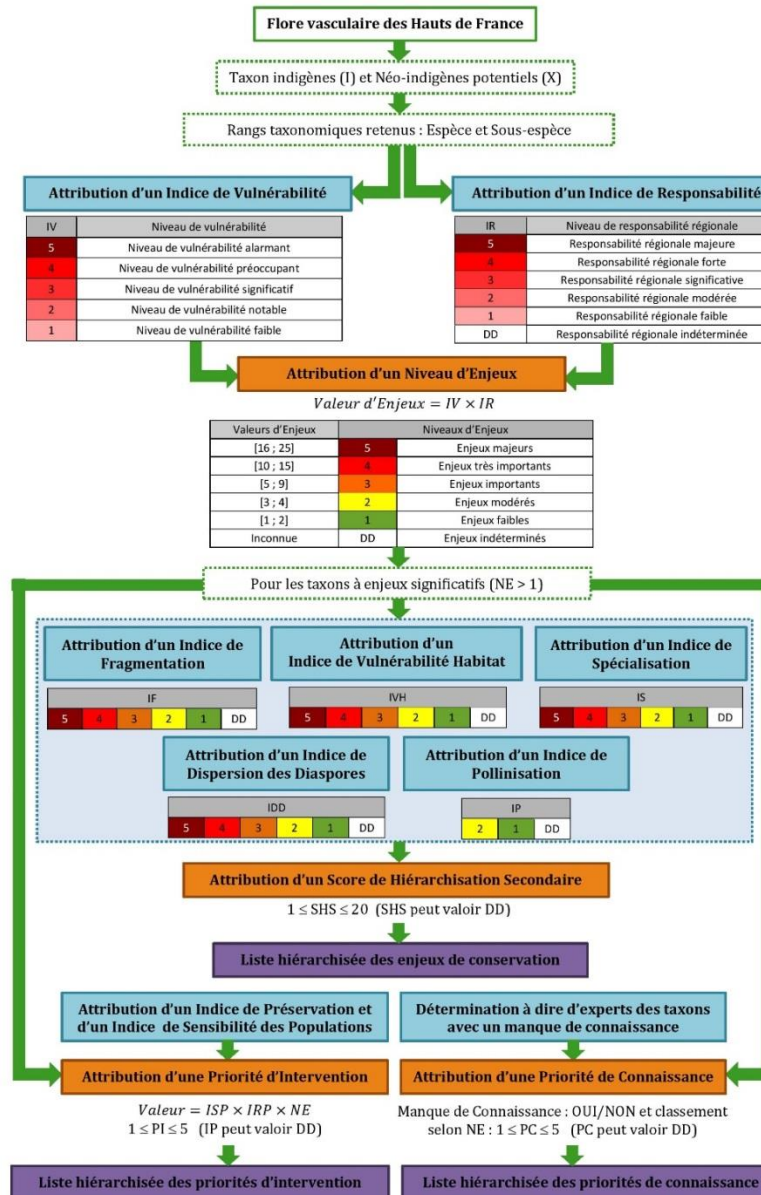 Flore vasculaire des Hauts de France
Taxon indigènes (I) et Néo-indigènes potentiels (X)
Rangs taxonomiques retenus : Espèce et Sous-espèce
Attribution d'un Indice de Vulnérabilité
IV Niveau de vulnérabilité
5 Niveau de vulnérabilité alarmant
4 Niveau de vulnérabilité préoccupant
3 Niveau de vulnérabilité significatif
2 Niveau de vulnérabilité notable
1 Niveau de vulnérabilité faible
Attribution d'un Indice de Responsabilité
IR Niveau de responsabilité régionale
5 Responsabilité régionale majeure
4 Responsabilité régionale forte
3 Responsabilité régionale significative
2 Responsabilité régionale modérée
1 Responsabilité régionale faible
DD Responsabilité régionale indéterminée
Attribution d'un Niveau d'Enjeux
Valeur d'Enjeux = IV × IR
Valeurs d'Enjeux Niveaux d'Enjeux
[16 ; 25] 5 Enjeux majeurs
[10 ; 15] 4 Enjeux très importants
[5 ; 9] 3 Enjeux importants
[3 ; 4] 2 Enjeux modérés
[1 ; 2] 1 Enjeux faibles
Inconnue DD Enjeux indéterminés
Pour les taxons à enjeux significatifs (NE > 1)
Attribution d'un Indice de
Fragmentation
IF
5 4 3 2 1 DD
Attribution d'un
Indice de Vulnérabilité Habitat
IVH
5 4 3 2 1 DD
Attribution d'un Indice de
Spécialisation
IS
5 4 3 2 1 DD
Attribution d'un Indice de
Dispersion des Diaspores
IDD
5 4 3 2 1 DD
Attribution d'un Indice de
Pollinisation
IP
2 1 DD
Attribution d'un Score de Hiérarchisation Secondaire
1 ≤ SHS ≤ 20 (SHS peut valoir DD)
Liste hiérarchisée des enjeux de conservation
Attribution d'un Indice de Préservation et
d'un Indice de Sensibilité des Populations
Attribution d'une Priorité d'Intervention
Valeur = ISP × IRP × NE
1 ≤ PI ≤ 5 (IP peut valoir DD)
Liste hiérarchisée des priorités d'intervention
Détermination à dire d'experts des taxons
avec un manque de connaissance
Attribution d'une Priorité de Connaissance
Manque de Connaissance : OUI/NON et classement
selon NE : 1 ≤ PC ≤ 5 (PC peut valoir DD)
Liste hiérarchisée des priorités de connaissance